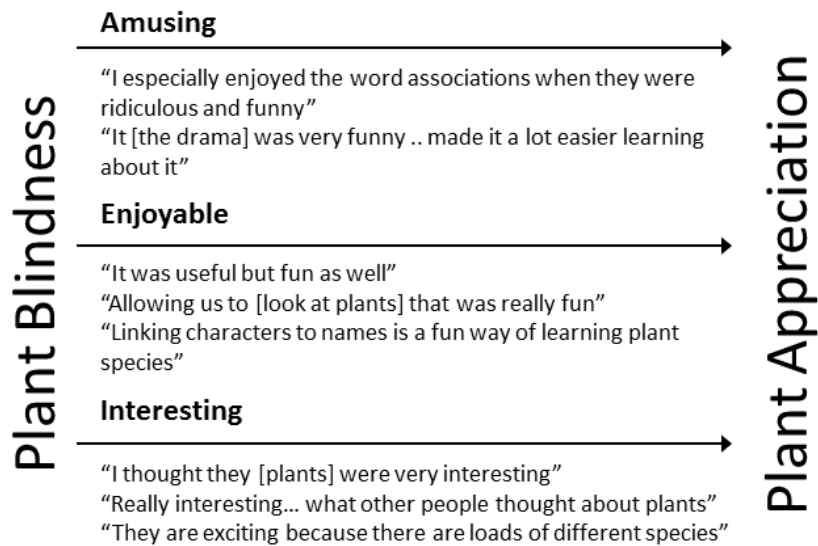 Plant Blindness
Amusing
“I especially enjoyed the word associations when they were
ridiculous and funny”
“It [the drama] was very funny .. made it a lot easier learning
about it”
Enjoyable
“It was useful but fun as well”
“Allowing us to [look at plants] that was really fun”
“Linking characters to names is a fun way of learning plant
species”
Interesting
“I thought they [plants] were very interesting”
“Really interesting… what other people thought about plants”
“They are exciting because there are loads of different species”
Plant Appreciation